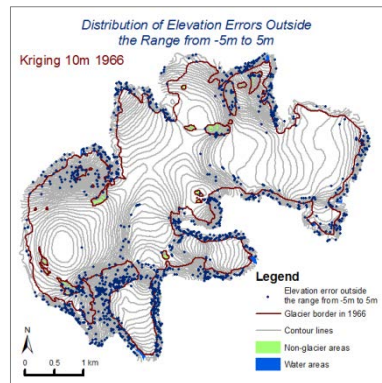 Distribution of Elevation Errors Outside
the Range from -5m to 5m
Kriging 10m 1966
Legend
Elevation error outside
the range from -5m to 5m
Glacier border in 1966
Contour lines
Non-glacier areas
Water areas
N
0 0.5 1 km